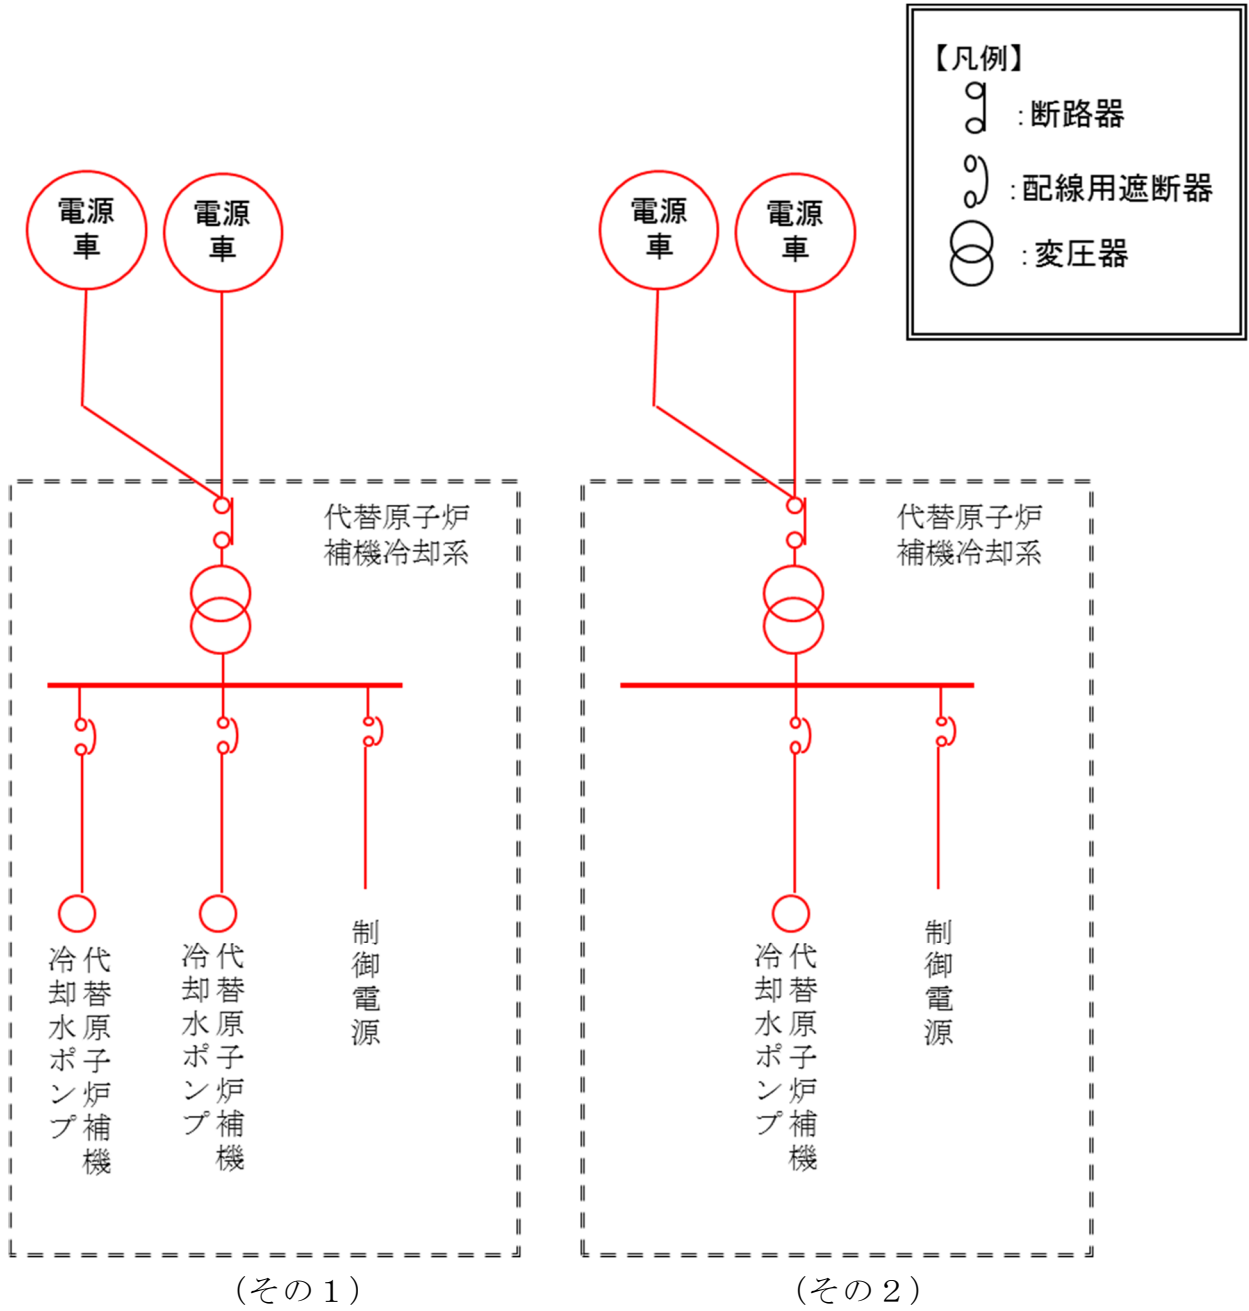 【凡例】
:断路器
:配線用遮断器
:変圧器
電源
車
電源
車
電源
車
電源
車
代替原子炉
補機冷却系
代替原子炉
補機冷却系
代替原子炉補機
冷却水ポンプ
代替原子炉補機
冷却水ポンプ
制御電源
代替原子炉補機
冷却水ポンプ
制御電源
（その１）
（その２）